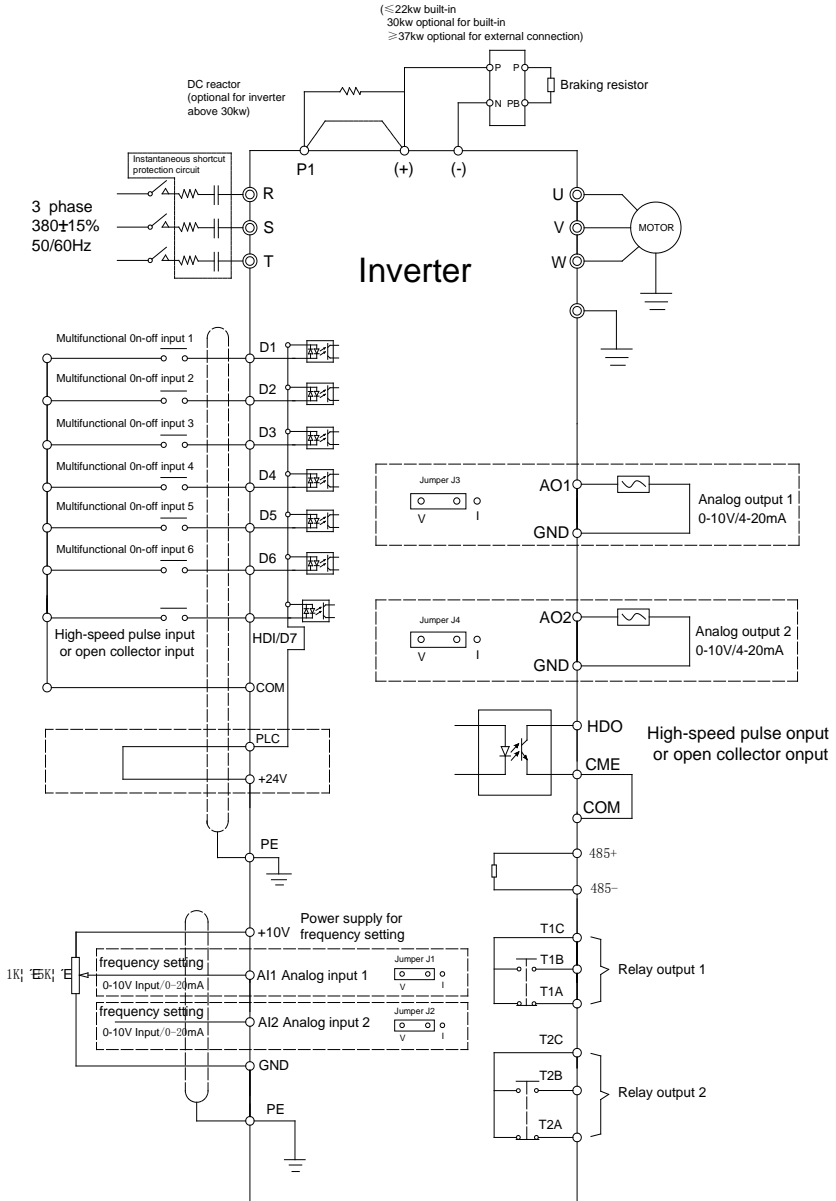 (≤22kw built-in
30kw optional for built-in
≥37kw optional for external connection)
DC reactor
(optional for inverter
above 30kw)
P P
N PB
Braking resistor
P1
(+)
(-)
Instantaneous shortcut
protection circuit
3 phase
380±15%
50/60Hz
R
S
T
Inverter
U
V
W
MOTOR
Multifunctional 0n-off input 1
D1
Multifunctional 0n-off input 2
D2
Multifunctional 0n-off input 3
D3
Multifunctional 0n-off input 4
D4
Multifunctional 0n-off input 5
D5
Multifunctional 0n-off input 6
D6
High-speed pulse input
or open collector input
HDI/D7
COM
PLC
+24V
PE
Jumper J3
V I
AO1
GND
Analog output 1
0-10V/4-20mA
Jumper J4
V I
AO2
GND
Analog output 2
0-10V/4-20mA
HDO
CME
COM
High-speed pulse onput
or open collector onput
485+
485-
+10V
Power supply for
frequency setting
frequency setting
0-10V Input/0-20mA
AI1 Analog input 1
Jumper J1
V I
frequency setting
0-10V Input/0-20mA
AI2 Analog input 2
Jumper J2
V I
GND
PE
T1C
T1B
T1A
Relay output 1
T2C
T2B
T2A
Relay output 2